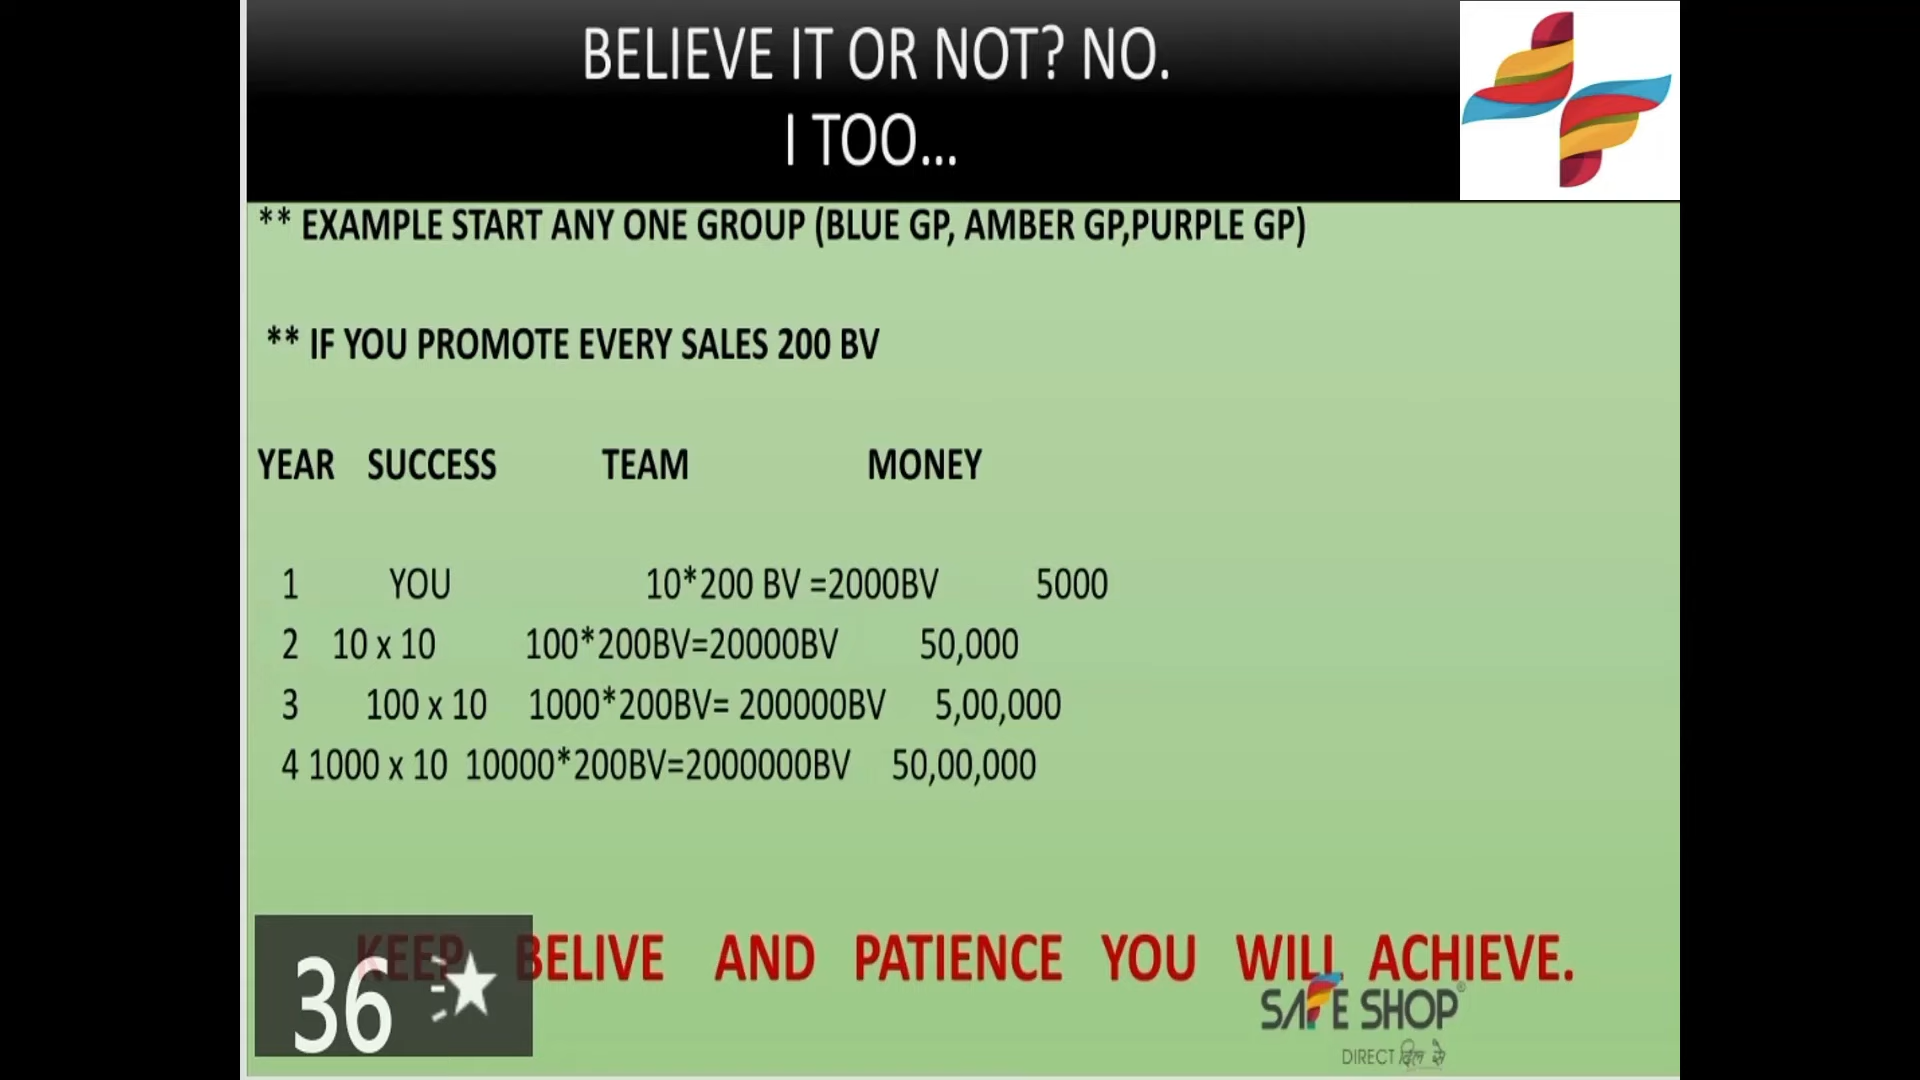 BELIEVE IT OR NOT? NO.
I TOO...
** EXAMPLE START ANY ONE GROUP (BLUE GP, AMBER GP,PURPLE GP)
** IF YOU PROMOTE EVERY SALES 200 BV
YEAR SUCCESS TEAM MONEY
1 YOU 10*200 BV =2000BV 5000
2 10 x 10 100*200BV=20000BV 50,000
3 100 x 10 1000*200BV= 200000BV 5,00,000
4 1000 x 10 10000*200BV=2000000BV 50,00,000
KEEP BELIVE AND PATIENCE YOU WILL ACHIEVE.
36
SAFE SHOP®
DIRECT दिल से